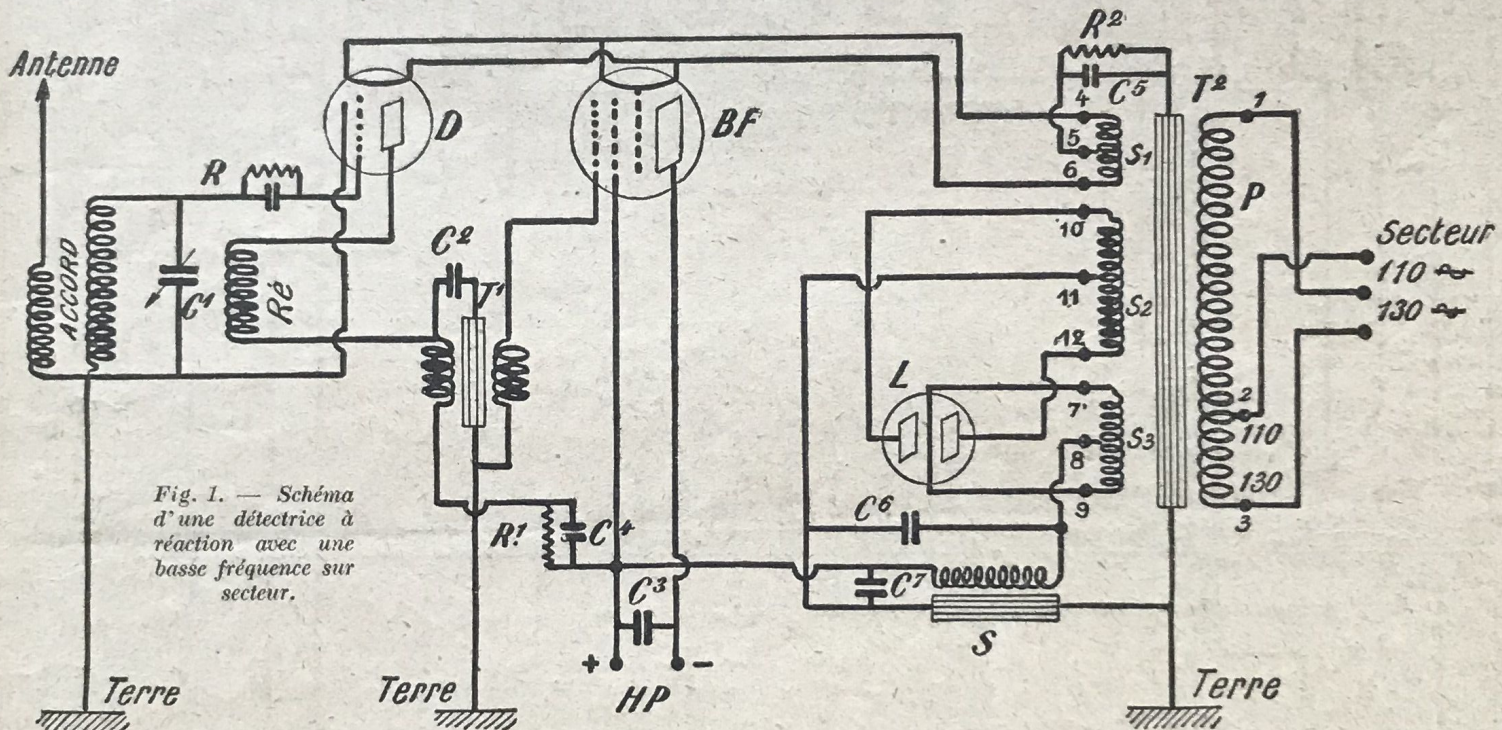 Antenne
ACCORD
R
C1
Ré
D
C2
T1
BF
R1
C4
C3
+ HP -
Terre
Terre
R2
C5
4
5
6
S1
10
11
12
S2
L
7
8
9
S3
C6
C7
S
T2
1
P
2
110
130
3
Secteur
110 ~
130 ~
Terre
Fig. 1. — Schéma
d'une détectrice à
réaction avec une
basse fréquence sur
secteur.